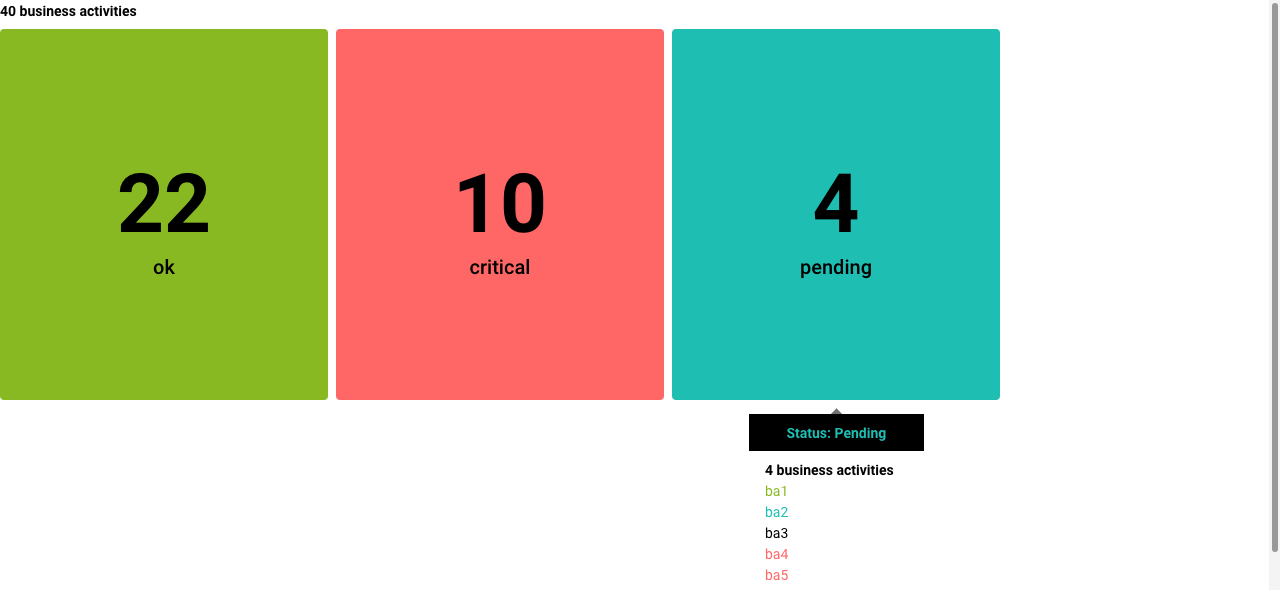 40 business activities
22
ok
10
critical
4
pending
Status: Pending
4 business activities
ba1
ba2
ba3
ba4
ba5